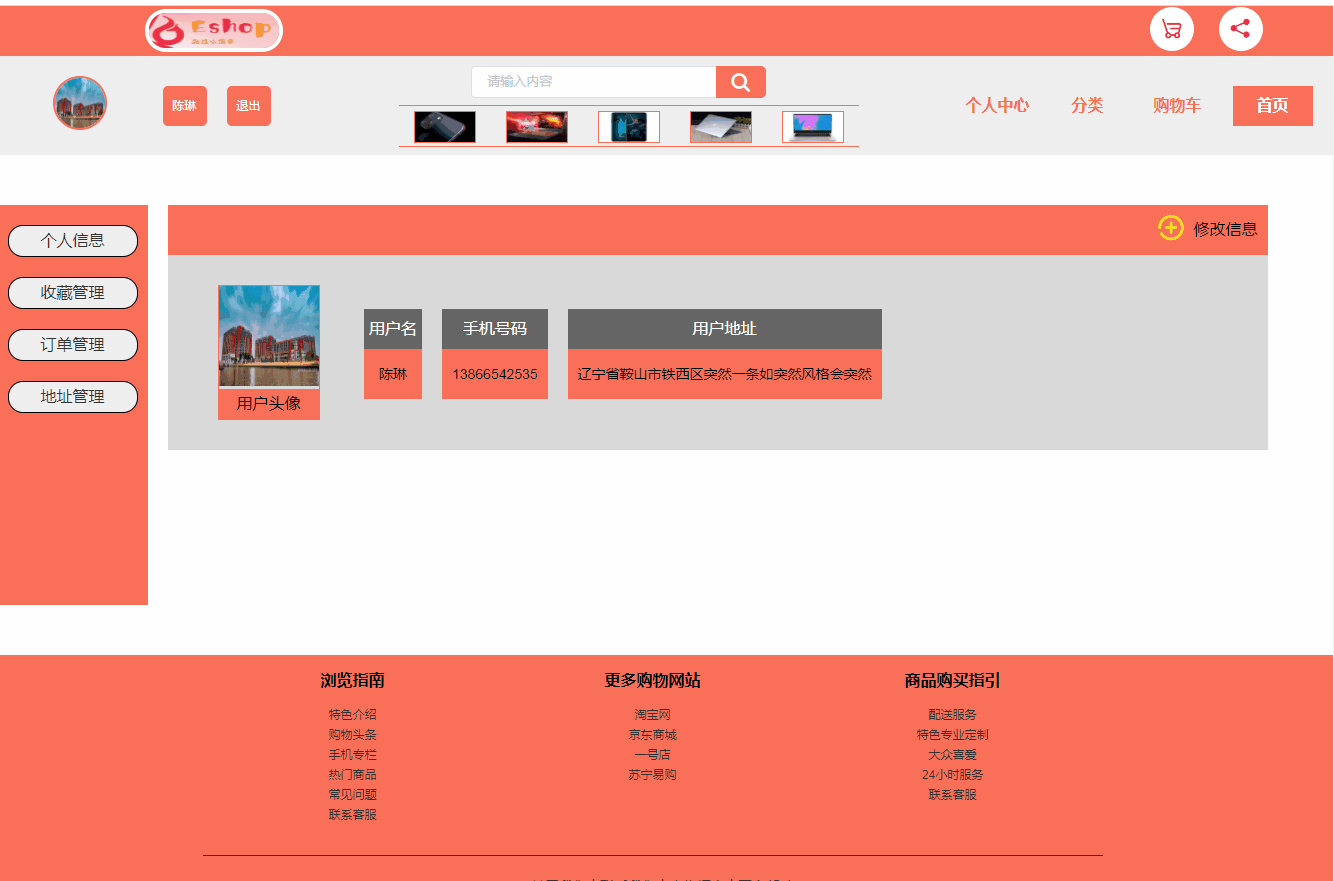 Eshop
请输入内容
陈琳
退出
个人中心
分类
购物车
首页
个人信息
收藏管理
订单管理
地址管理
修改信息
用户头像
用户名
手机号码
用户地址
陈琳
13866542535
辽宁省鞍山市铁西区突然一条如突然风格会突然
浏览指南
特色介绍
购物头条
手机专栏
热门商品
常见问题
联系客服
更多购物网站
淘宝网
京东商城
一号店
苏宁易购
商品购买指引
配送服务
特色专业定制
大众喜爱
24小时服务
联系客服